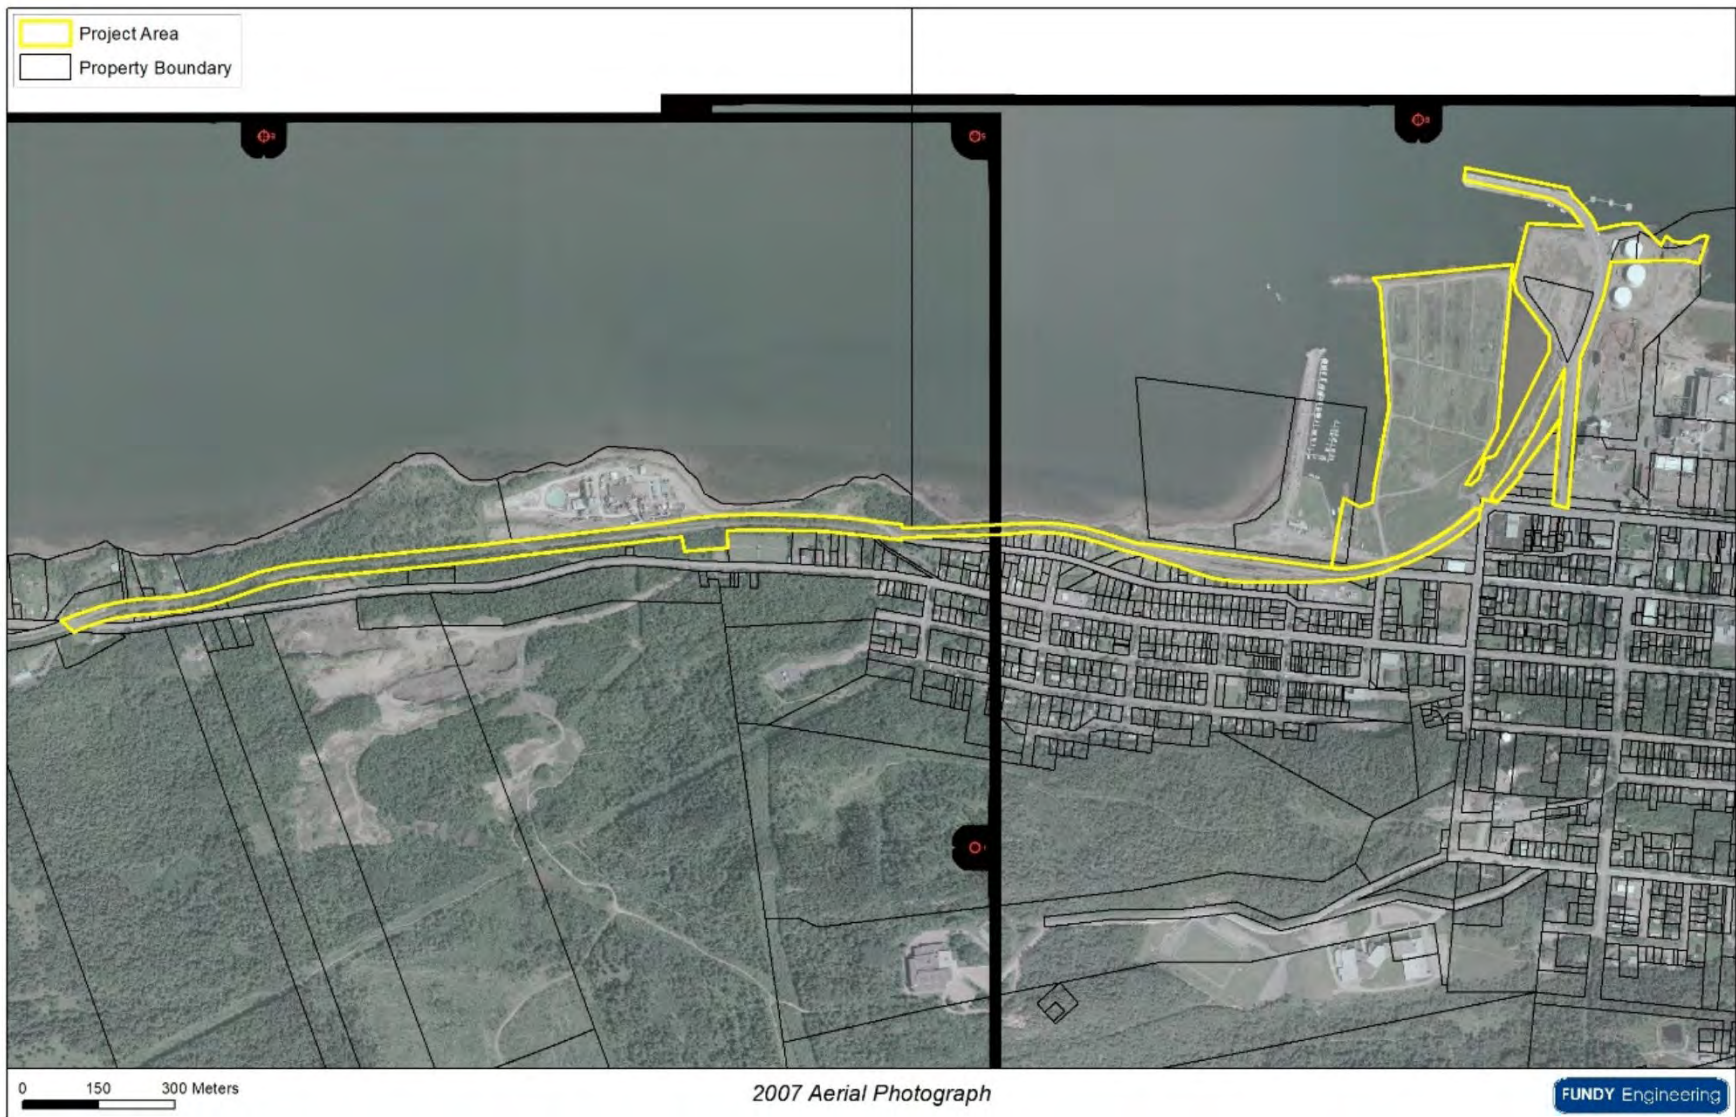 Project Area
Property Boundary
0 150 300 Meters
2007 Aerial Photograph
FUNDY Engineering